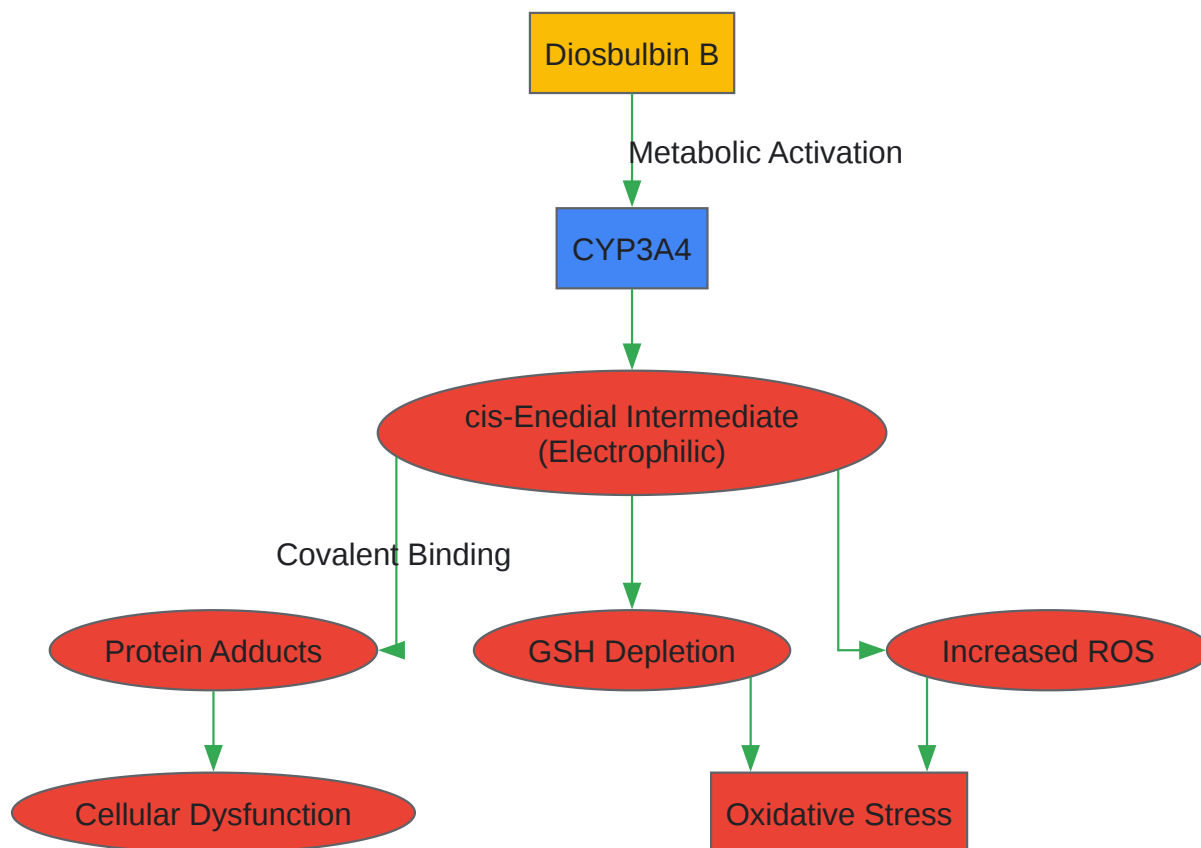 Diosbulbin B
Metabolic Activation
CYP3A4
cis-Enedial Intermediate
(Electrophilic)
Covalent Binding
Protein Adducts
GSH Depletion
Increased ROS
Cellular Dysfunction
Oxidative Stress